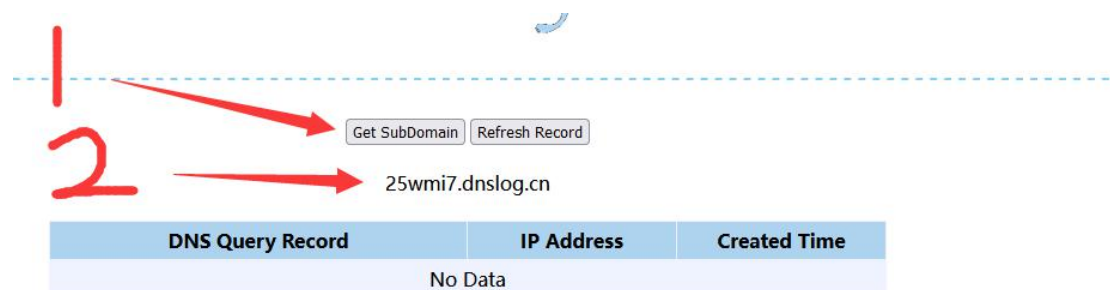 1
Get SubDomain Refresh Record
2
25wmi7.dnslog.cn
DNS Query Record IP Address Created Time
No Data